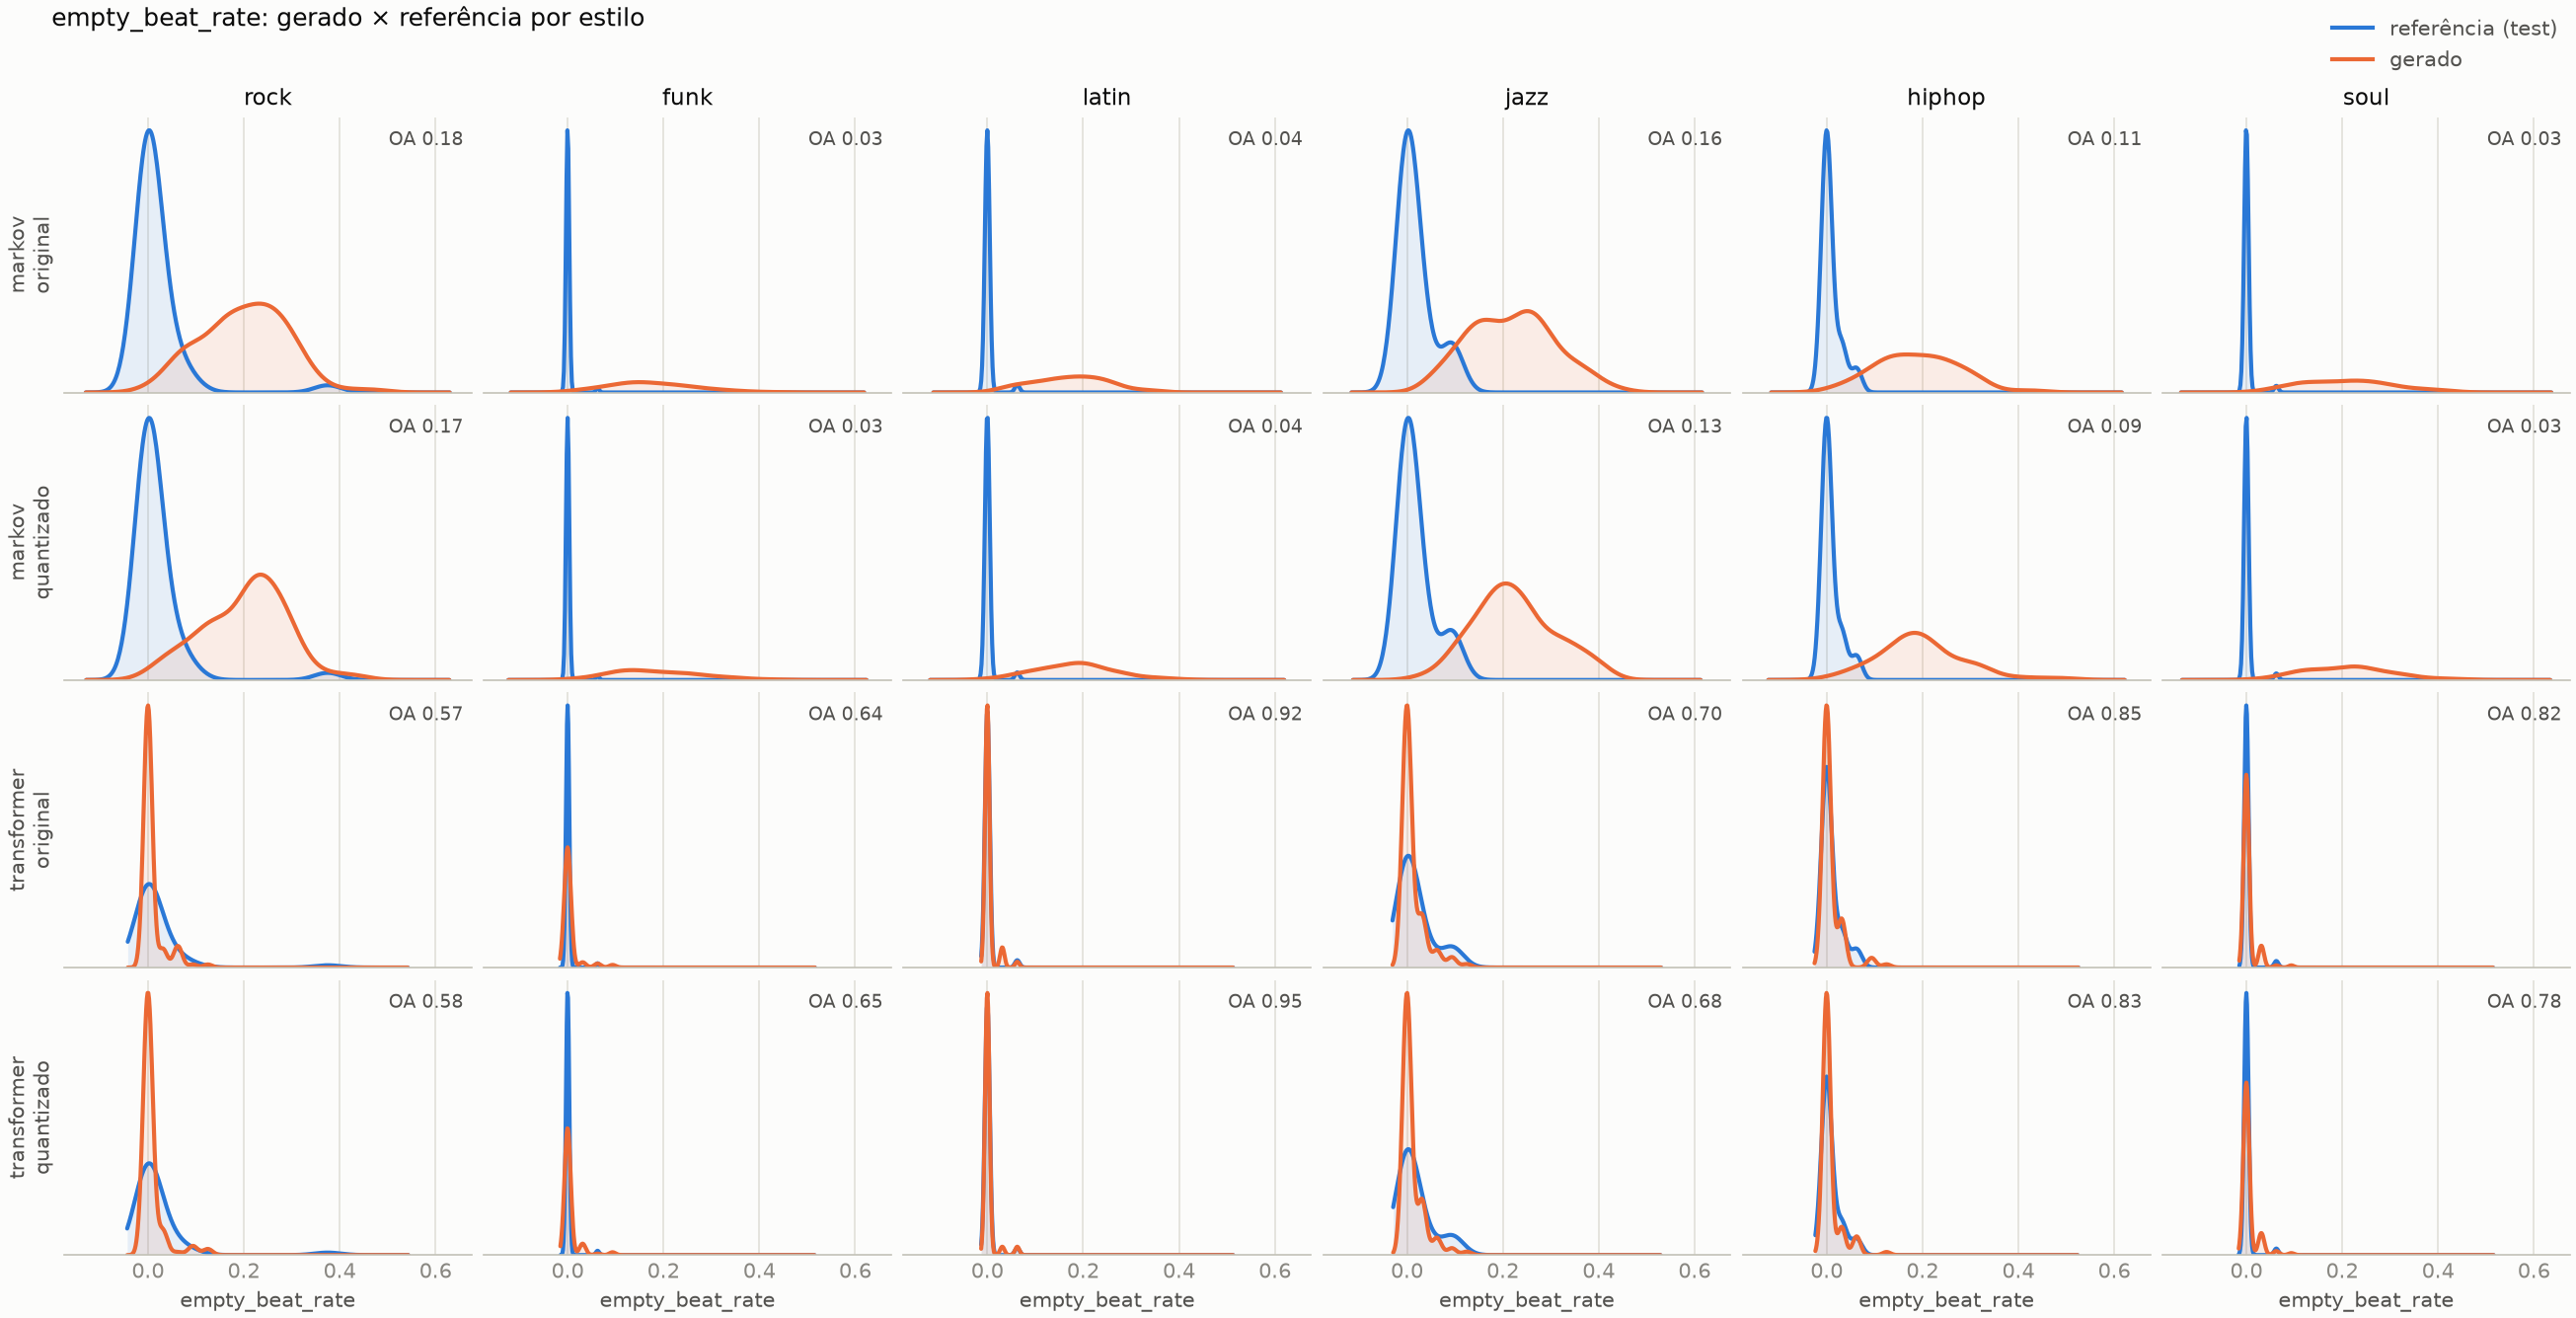 empty_beat_rate: gerado × referência por estilo
referência (test)
gerado
rock funk latin jazz hiphop soul
markov
original
OA 0.18 OA 0.03 OA 0.04 OA 0.16 OA 0.11 OA 0.03
markov
quantizado
OA 0.17 OA 0.03 OA 0.04 OA 0.13 OA 0.09 OA 0.03
transformer
original
OA 0.57 OA 0.64 OA 0.92 OA 0.70 OA 0.85 OA 0.82
transformer
quantizado
OA 0.58 OA 0.65 OA 0.95 OA 0.68 OA 0.83 OA 0.78
0.0 0.2 0.4 0.6 0.0 0.2 0.4 0.6 0.0 0.2 0.4 0.6 0.0 0.2 0.4 0.6 0.0 0.2 0.4 0.6 0.0 0.2 0.4 0.6
empty_beat_rate empty_beat_rate empty_beat_rate empty_beat_rate empty_beat_rate empty_beat_rate